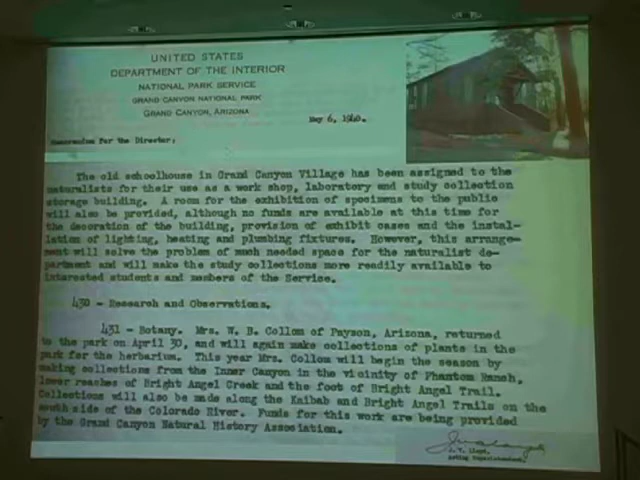 UNITED STATES
DEPARTMENT OF THE INTERIOR
NATIONAL PARK SERVICE
GRAND CANYON NATIONAL PARK
GRAND CANYON, ARIZONA
May 6, 1940.
Memorandum for the Director:
The old schoolhouse in Grand Canyon Village has been assigned to the
naturalists for their use as a work shop, laboratory and study collection
storage building. A room for the exhibition of specimens to the public
will also be provided, although no funds are available at this time for
the decoration of the building, provision of exhibit cases and the instal-
lation of lighting, heating and plumbing fixtures. However, this arrange-
ment will solve the problem of much needed space for the naturalist de-
partment and will make the study collections more readily available to
interested students and members of the Service.
430 - Research and Observations.
431 - Botany. Mrs. W. B. Collom of Payson, Arizona, returned
to the park on April 30, and will again make collections of plants in the
park for the herbarium. This year Mrs. Collom will begin the season by
making collections from the Inner Canyon in the vicinity of Phantom Ranch,
lower reaches of Bright Angel Creek and the foot of Bright Angel Trail.
Collections will also be made along the Kaibab and Bright Angel Trails on the
south side of the Colorado River. Funds for this work are being provided
by the Grand Canyon Natural History Association.
J. V. Lloyd,
Acting Superintendent.